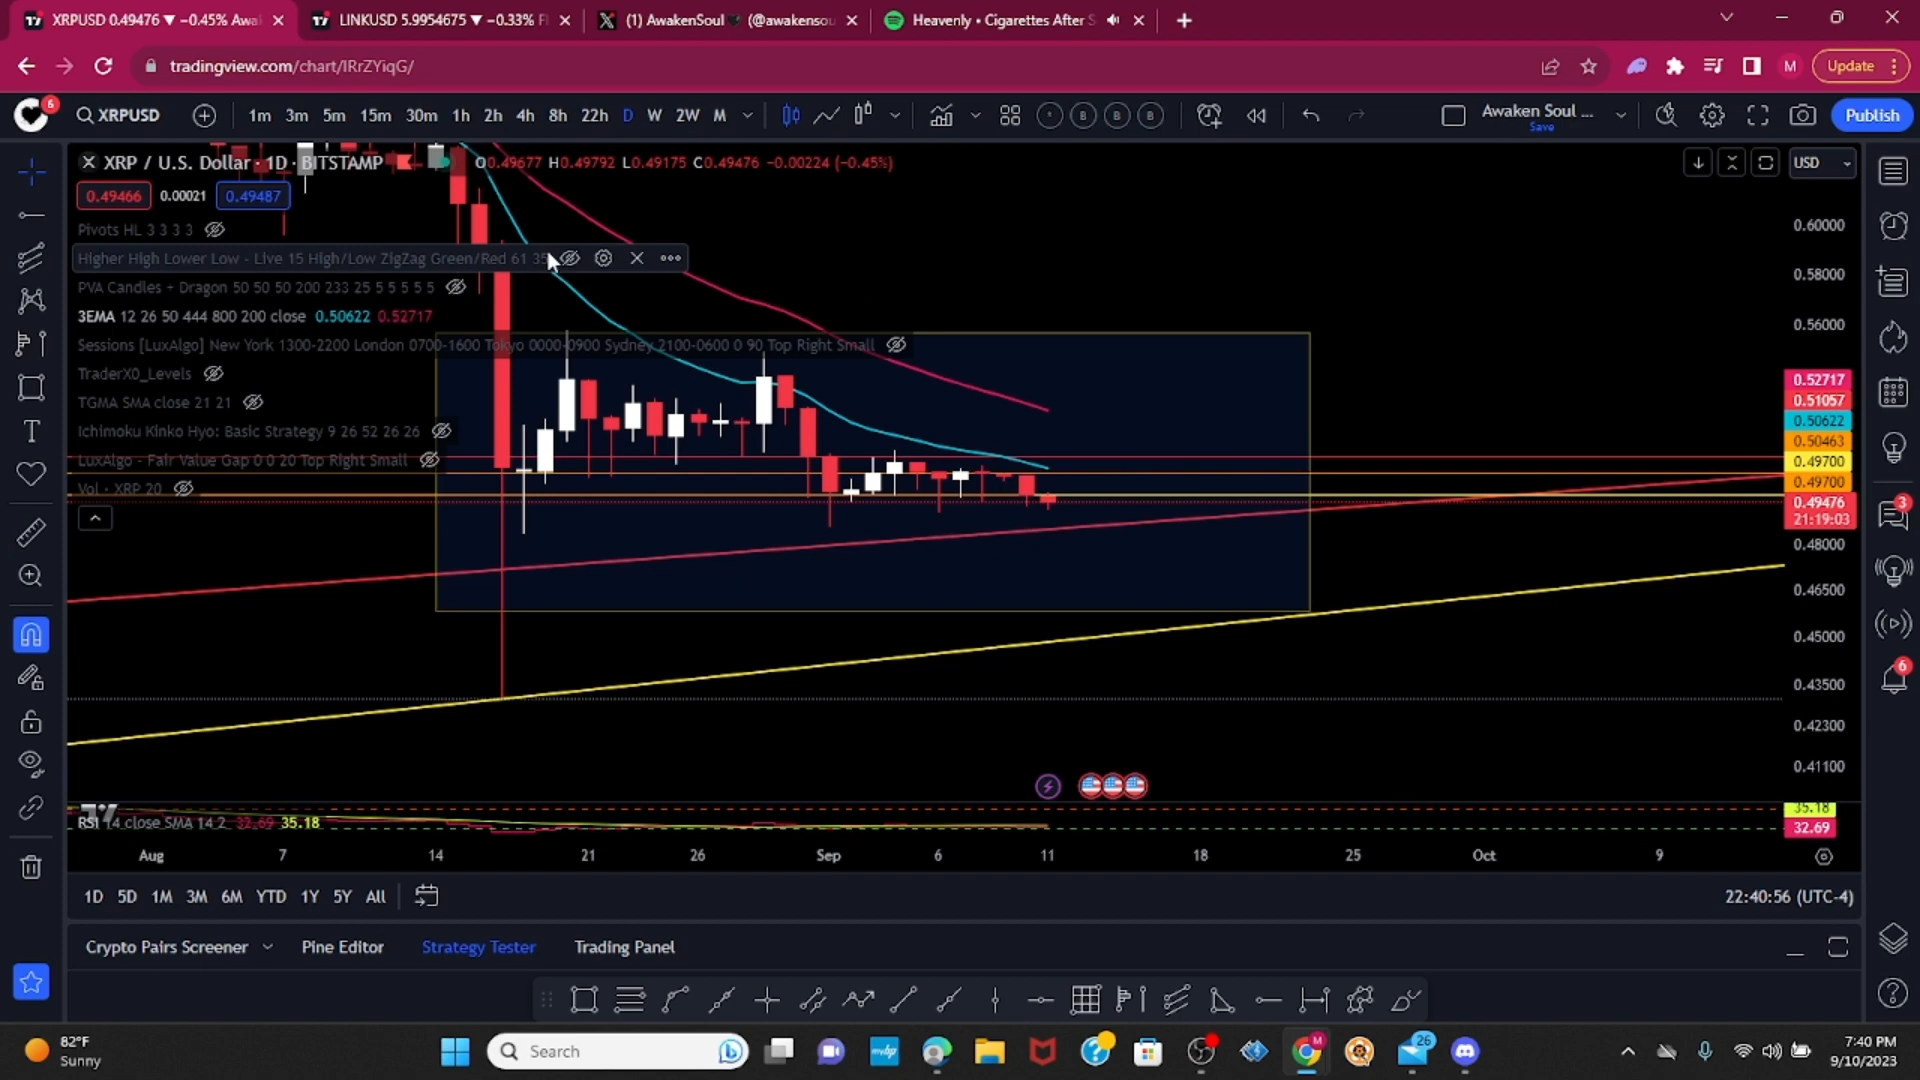 XRPUSD 0.49476 ▼ −0.45% Awa
LINKUSD 5.9954675 ▼ −0.33% F
(1) AwakenSoul (@awakensou
Heavenly • Cigarettes After S
tradingview.com/chart/lRrZYiqG/
M
Update
6
XRPUSD
1m 3m 5m 15m 30m 1h 2h 4h 8h 22h D W 2W M
B B B
Awaken Soul ...
Save
Publish
XRP / U.S. Dollar · 1D · BITSTAMP
O0.49677 H0.49792 L0.49175 C0.49476 −0.00224 (−0.45%)
USD
0.49466 0.00021 0.49487
Pivots HL 3 3 3 3
Higher High Lower Low - Live 15 High/Low ZigZag Green/Red 61 35
PVA Candles + Dragon 50 50 50 200 233 25 5 5 5 5 5
3EMA 12 26 50 444 800 200 close 0.50622 0.52717
Sessions [LuxAlgo] New York 1300-2200 London 0700-1600 Tokyo 0000-0900 Sydney 2100-0600 0 90 Top Right Small
TraderX0_Levels
TGMA SMA close 21 21
Ichimoku Kinko Hyo: Basic Strategy 9 26 52 26 26
LuxAlgo - Fair Value Gap 0 0 20 Top Right Small
Vol · XRP 20
0.60000
0.58000
0.56000
0.52717
0.51057
0.50622
0.50463
0.49700
0.49700
0.49476
21:19:03
0.48000
0.46500
0.45000
0.43500
0.42300
0.41100
3
6
RSI 14 close SMA 14 2 32.69 35.18
35.18
32.69
Aug 7 14 21 26 Sep 6 11 18 25 Oct 9
1D 5D 1M 3M 6M YTD 1Y 5Y All
22:40:56 (UTC-4)
Crypto Pairs Screener Pine Editor Strategy Tester Trading Panel
82°F
Sunny
Search
mybp
26
7:40 PM
9/10/2023